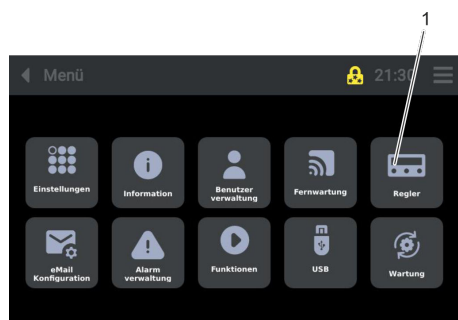 1
Menü
21:30
Einstellungen
Information
Benutzer
verwaltung
Fernwartung
Regler
eMail
Konfiguration
Alarm
verwaltung
Funktionen
USB
Wartung